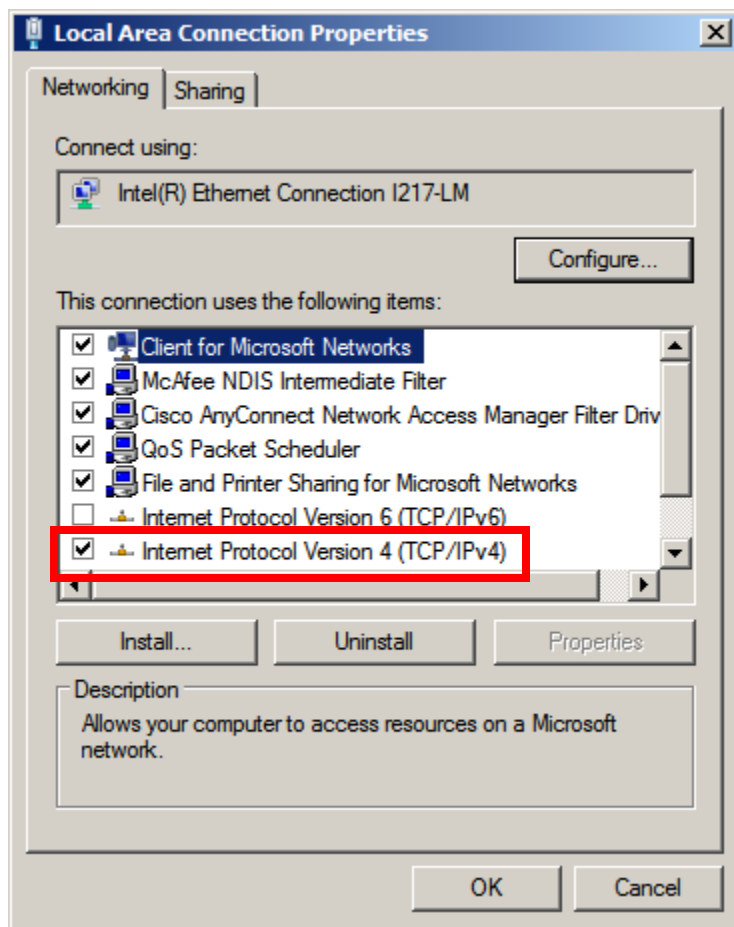 Local Area Connection Properties
Networking
Sharing
Connect using:
Intel(R) Ethernet Connection I217-LM
Configure...
This connection uses the following items:
Client for Microsoft Networks
McAfee NDIS Intermediate Filter
Cisco AnyConnect Network Access Manager Filter Driv
QoS Packet Scheduler
File and Printer Sharing for Microsoft Networks
Internet Protocol Version 6 (TCP/IPv6)
Internet Protocol Version 4 (TCP/IPv4)
Install...
Uninstall
Properties
Description
Allows your computer to access resources on a Microsoft
network.
OK
Cancel